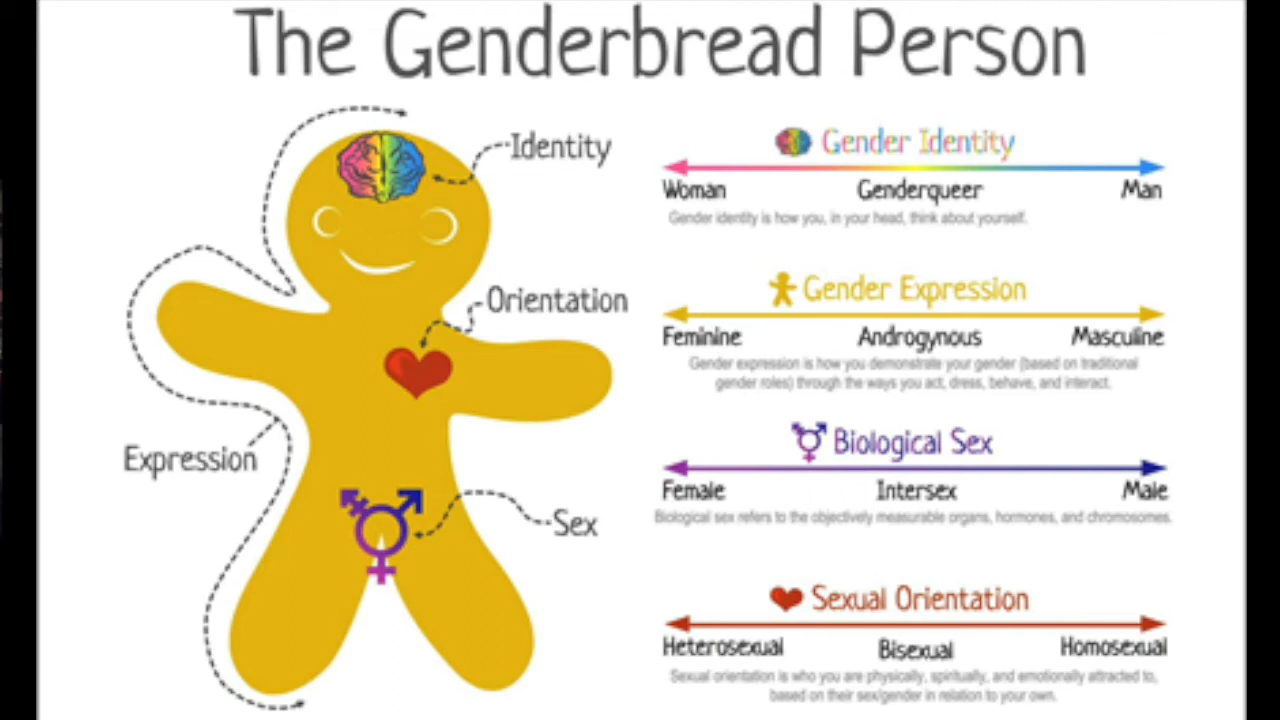 The Genderbread Person
Identity
Orientation
Expression
Sex
Gender Identity
Woman Genderqueer Man
Gender identity is how you, in your head, think about yourself.
Gender Expression
Feminine Androgynous Masculine
Gender expression is how you demonstrate your gender (based on traditional
gender roles) through the ways you act, dress, behave, and interact.
Biological Sex
Female Intersex Male
Biological sex refers to the objectively measurable organs, hormones, and chromosomes.
Sexual Orientation
Heterosexual Bisexual Homosexual
Sexual orientation is who you are physically, spiritually, and emotionally attracted to,
based on their sex/gender in relation to your own.